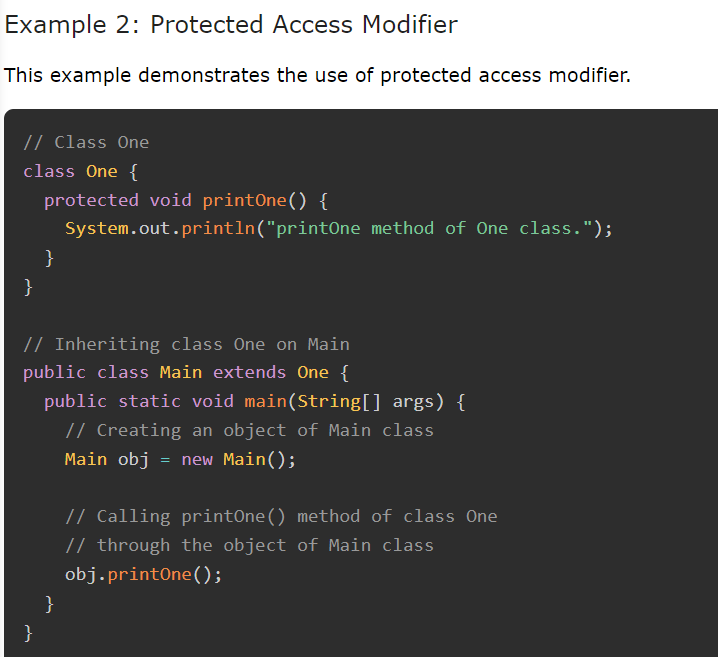 Example 2: Protected Access Modifier
This example demonstrates the use of protected access modifier.
// Class One
class One {
  protected void printOne() {
    System.out.println("printOne method of One class.");
  }
}

// Inheriting class One on Main
public class Main extends One {
  public static void main(String[] args) {
    // Creating an object of Main class
    Main obj = new Main();

    // Calling printOne() method of class One
    // through the object of Main class
    obj.printOne();
  }
}